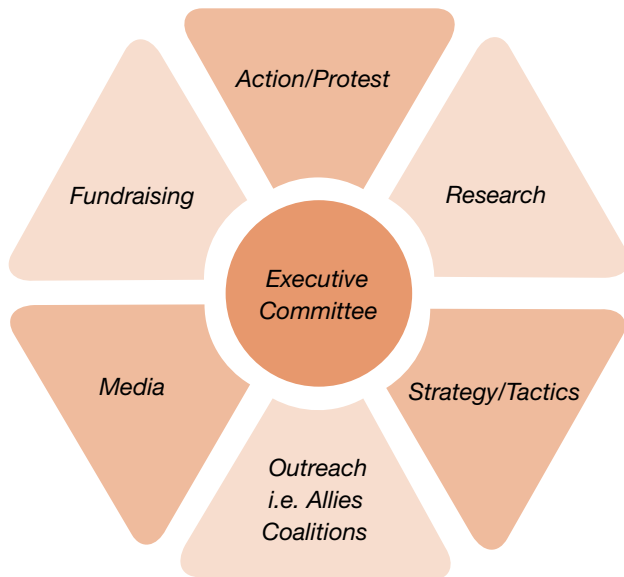 Action/Protest
Fundraising
Research
Executive
Committee
Media
Strategy/Tactics
Outreach
i.e. Allies
Coalitions